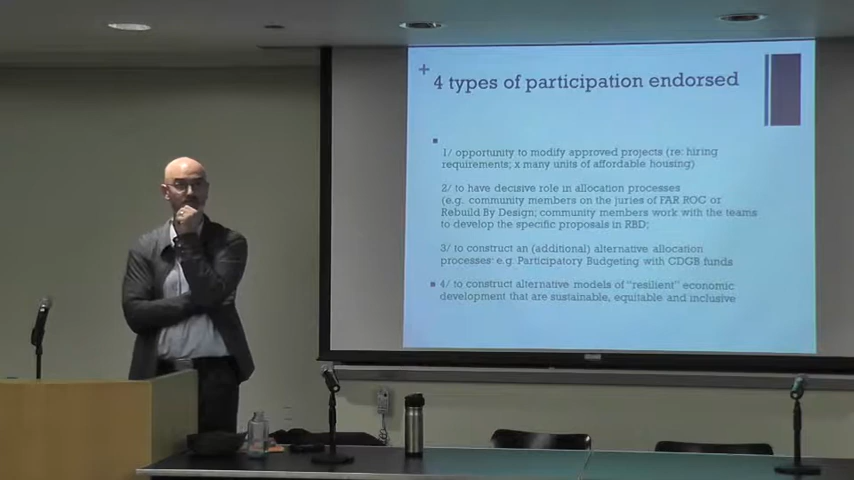 +
4 types of participation endorsed
1/ opportunity to modify approved projects (re: hiring
requirements; x many units of affordable housing)
2/ to have decisive role in allocation processes
(e.g. community members on the juries of FAR ROC or
Rebuild By Design; community members work with the teams
to develop the specific proposals in RBD;
3/ to construct an (additional) alternative allocation
processes: e.g. Participatory Budgeting with CDGB funds
4/ to construct alternative models of "resilient" economic
development that are sustainable, equitable and inclusive